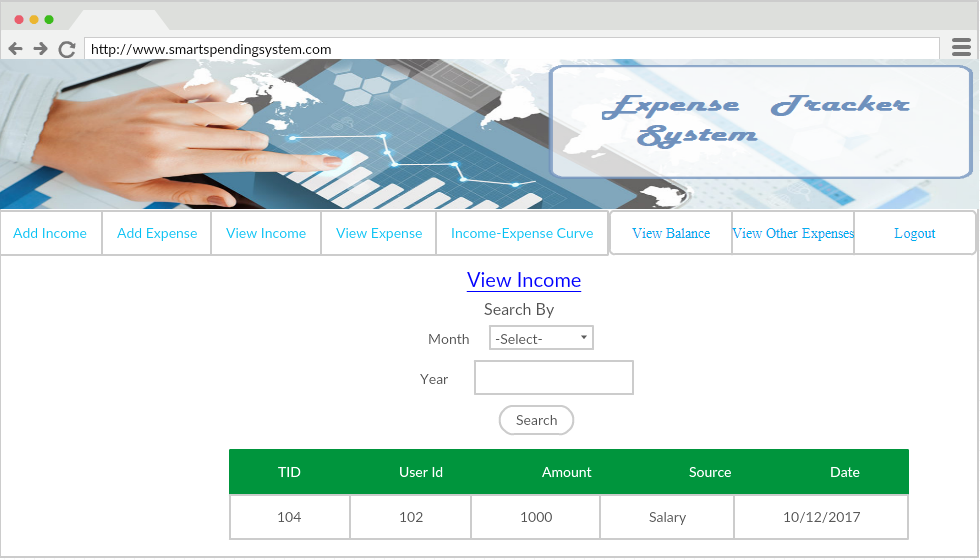 http://www.smartspendingsystem.com
Expense Tracker
System
Add Income Add Expense View Income View Expense Income-Expense Curve View Balance View Other Expenses Logout
View Income
Search By
Month -Select-
Year
Search
TID User Id Amount Source Date
104 102 1000 Salary 10/12/2017